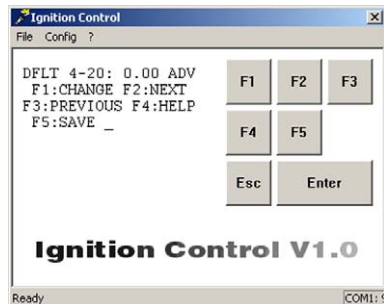 Ignition Control
File Config ?
DFLT 4-20: 0.00 ADV
F1:CHANGE F2:NEXT
F3:PREVIOUS F4:HELP
F5:SAVE _
F1 F2 F3
F4 F5
Esc Enter
Ignition Control V1.0
Ready COM1: